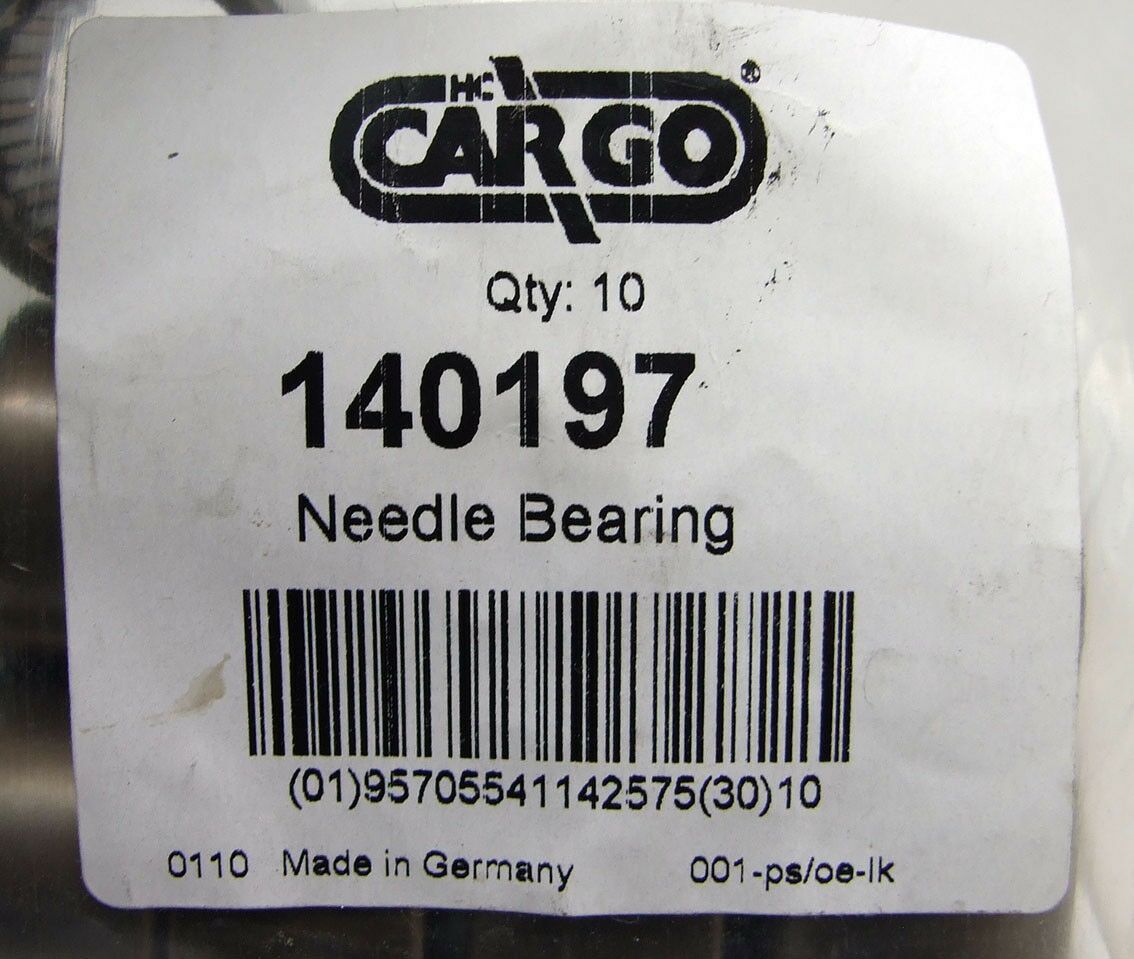 HC
CARGO®
Qty: 10
140197
Needle Bearing
(01)95705541142575(30)10
0110 Made in Germany 001-ps/oe-lk